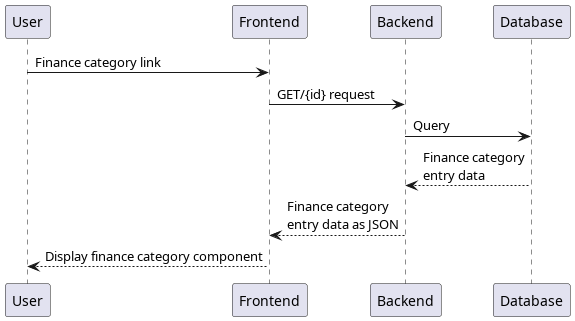 User Frontend Backend Database
Finance category link
GET/{id} request
Query
Finance category
entry data
Finance category
entry data as JSON
Display finance category component
User Frontend Backend Database